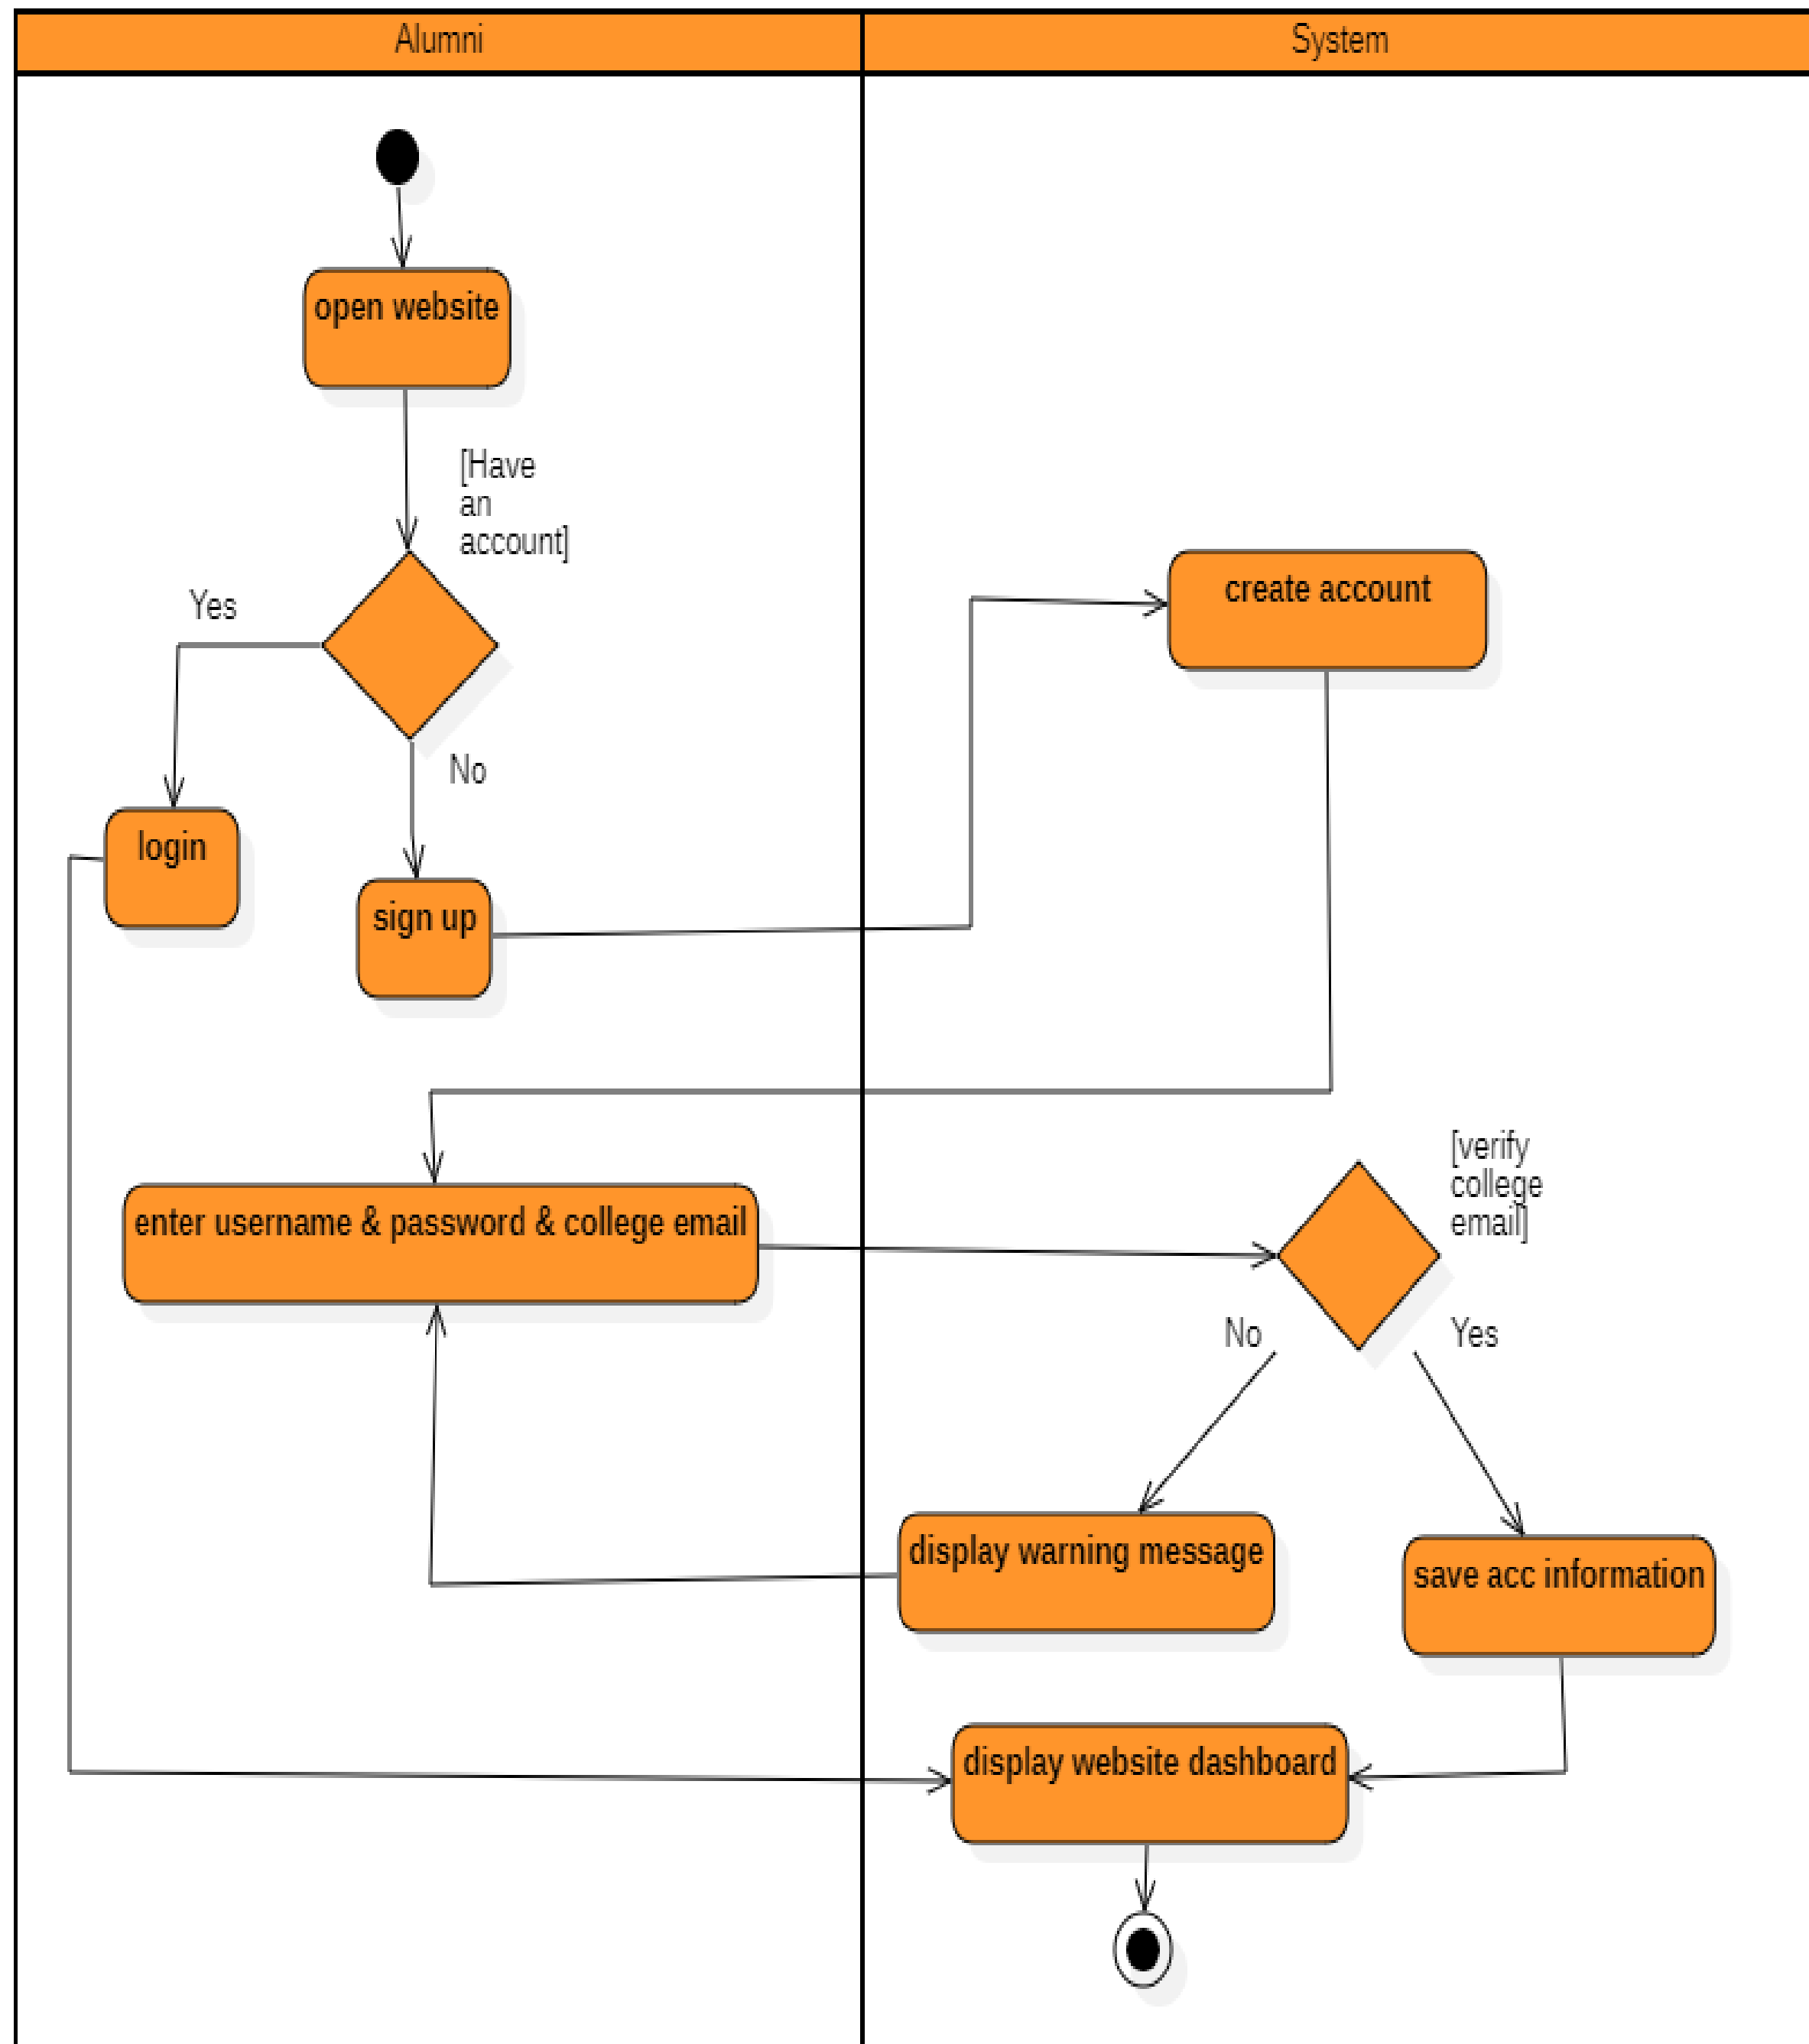 Alumni
System
open website
[Have
an
account]
Yes
create account
No
login
sign up
[verify
college
email]
enter username & password & college email
No
Yes
display warning message
save acc information
display website dashboard